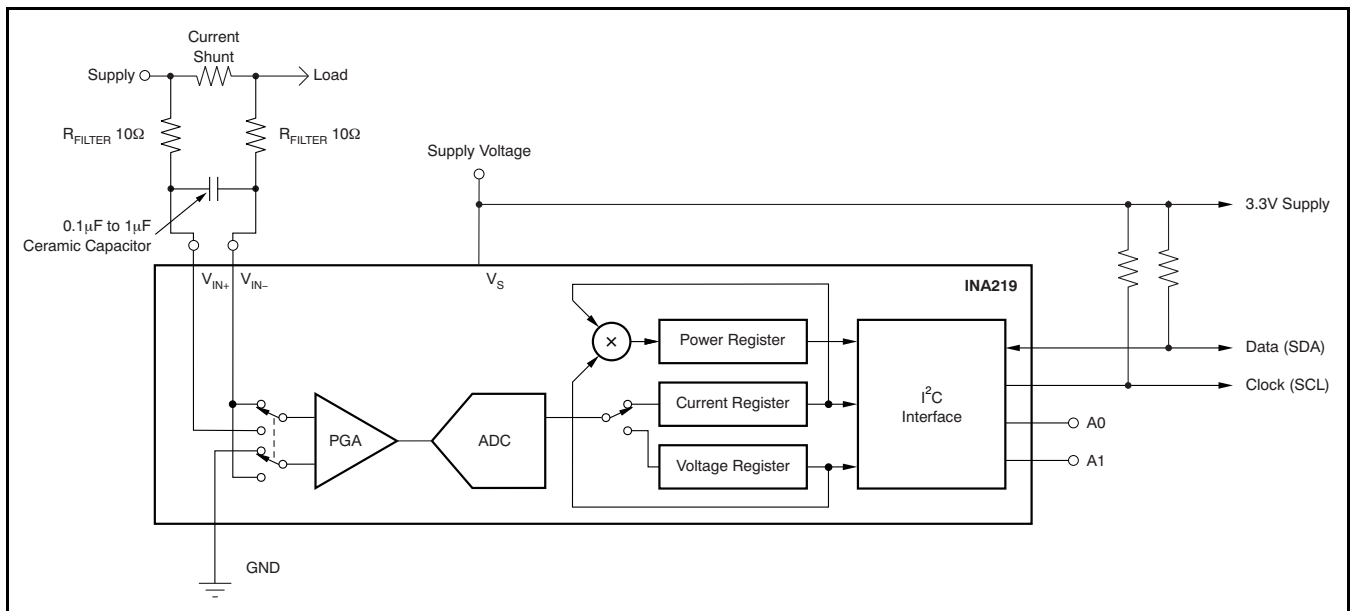 Current
Shunt
Supply
Load
R_FILTER 10Ω
R_FILTER 10Ω
Supply Voltage
0.1μF to 1μF
Ceramic Capacitor
3.3V Supply
V_IN+
V_IN−
V_S
INA219
×
Power Register
Data (SDA)
Clock (SCL)
Current Register
I²C
Interface
PGA
ADC
A0
Voltage Register
A1
GND